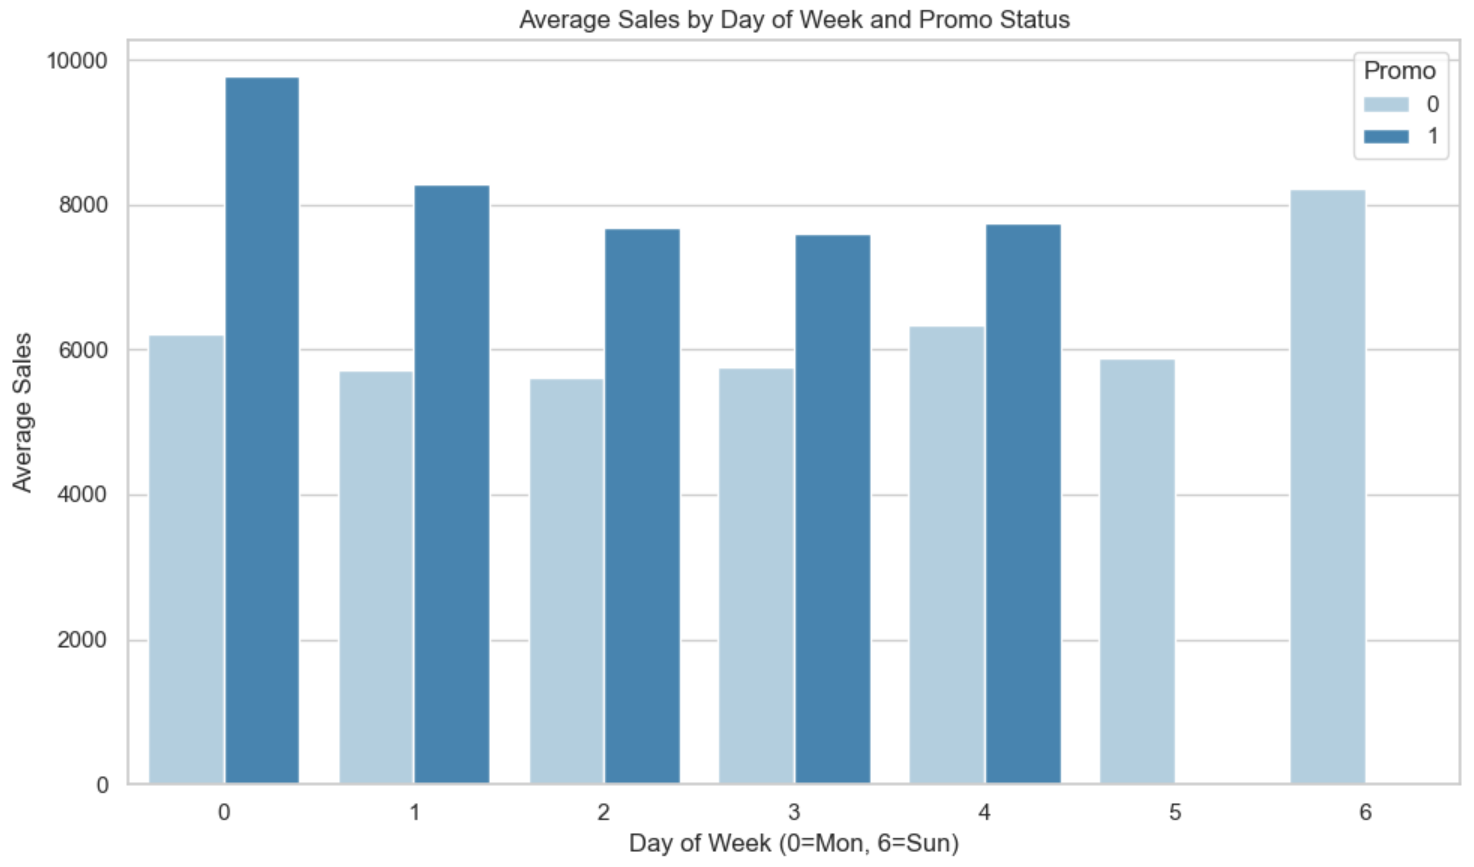 Average Sales by Day of Week and Promo Status
Promo
0
1
10000
8000
6000
4000
2000
0
Average Sales
0 1 2 3 4 5 6
Day of Week (0=Mon, 6=Sun)